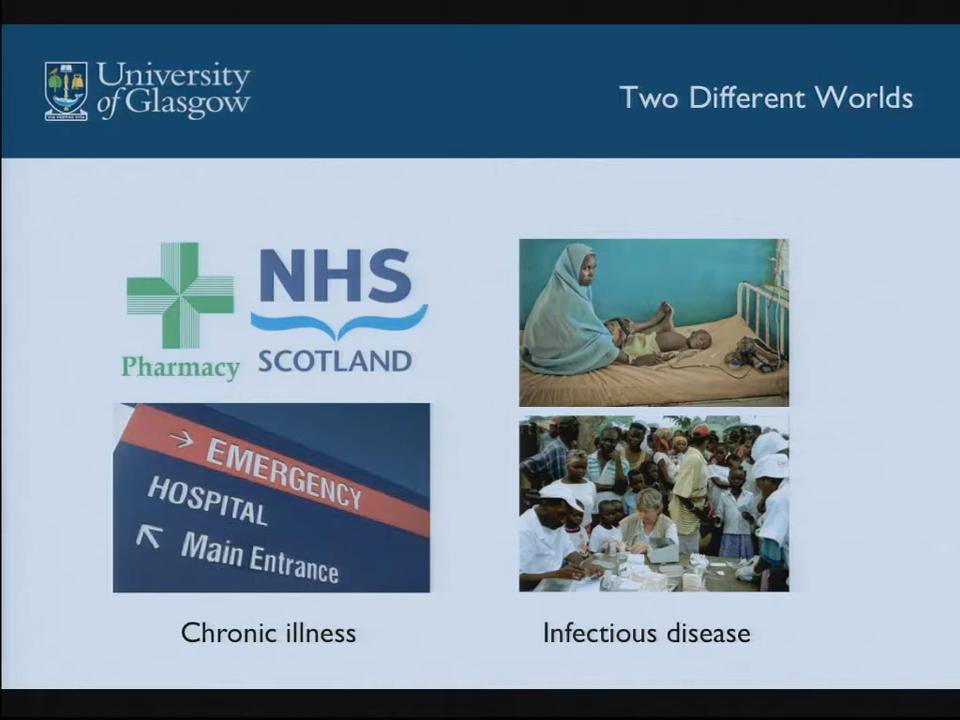 University
of Glasgow
Two Different Worlds
Pharmacy
NHS
SCOTLAND
→ EMERGENCY
HOSPITAL
Main Entrance
Chronic illness
Infectious disease